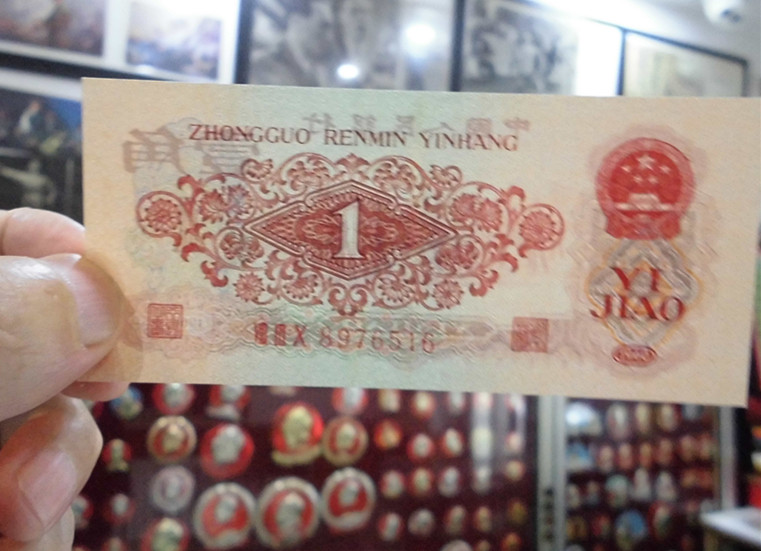 ZHONGGUO RENMIN YINHANG
1
YI
JIAO
X 8976516